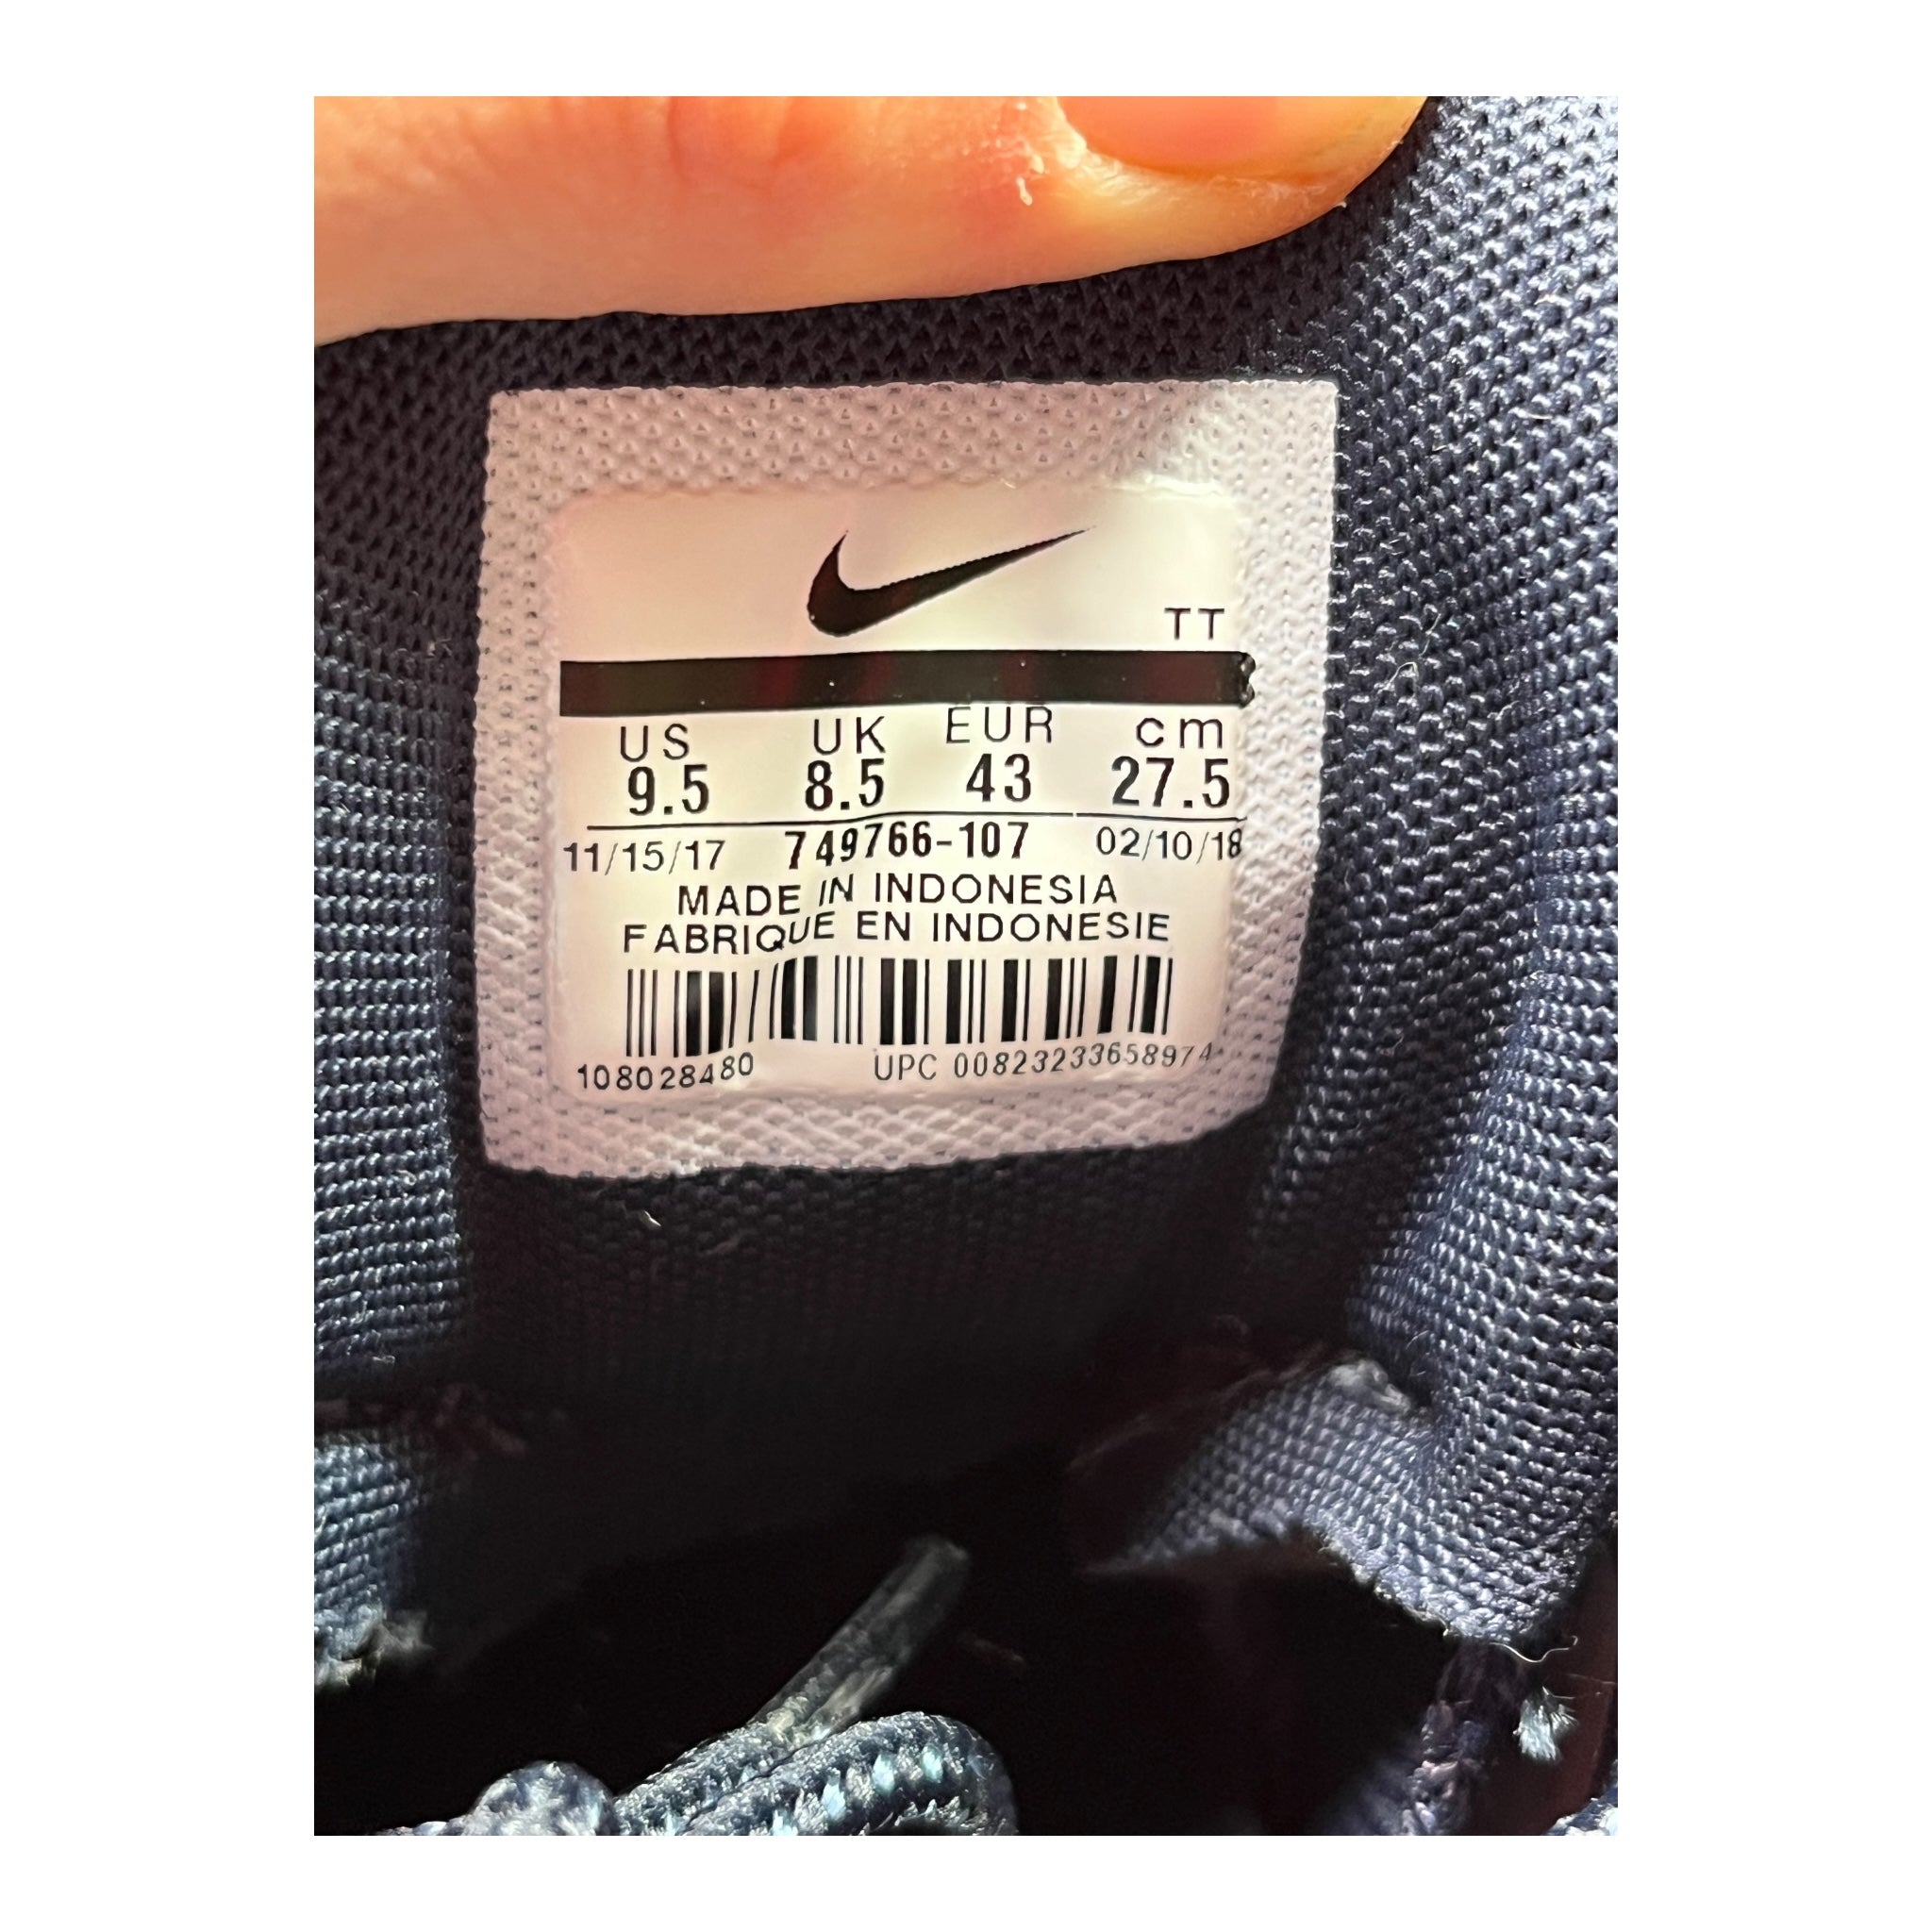 TT
US UK EUR cm
9.5 8.5 43 27.5
11/15/17 749766-107 02/10/18
MADE IN INDONESIA
FABRIQUE EN INDONESIE
108028480 UPC 00823233658974